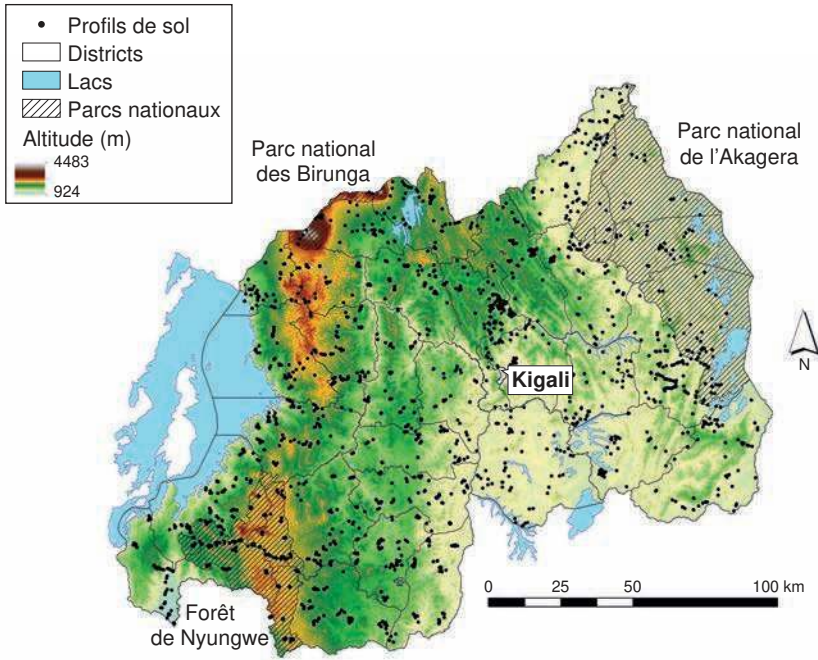 Profils de sol
Districts
Lacs
Parcs nationaux
Altitude (m)
4483
924
Parc national
des Birunga
Parc national
de l'Akagera
N
Kigali
0 25 50 100 km
Forêt
de Nyungwe